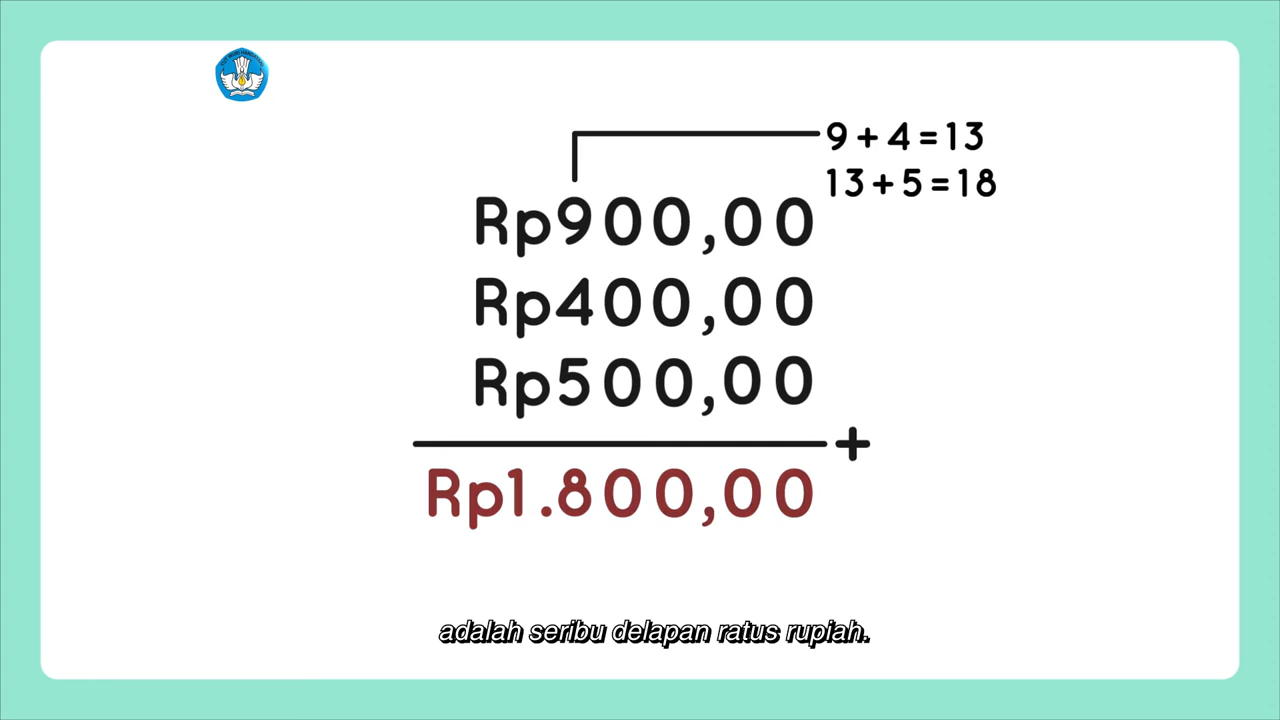 9 + 4 = 13
13 + 5 = 18
Rp900,00
Rp400,00
Rp500,00
+
Rp1.800,00
adalah seribu delapan ratus rupiah.